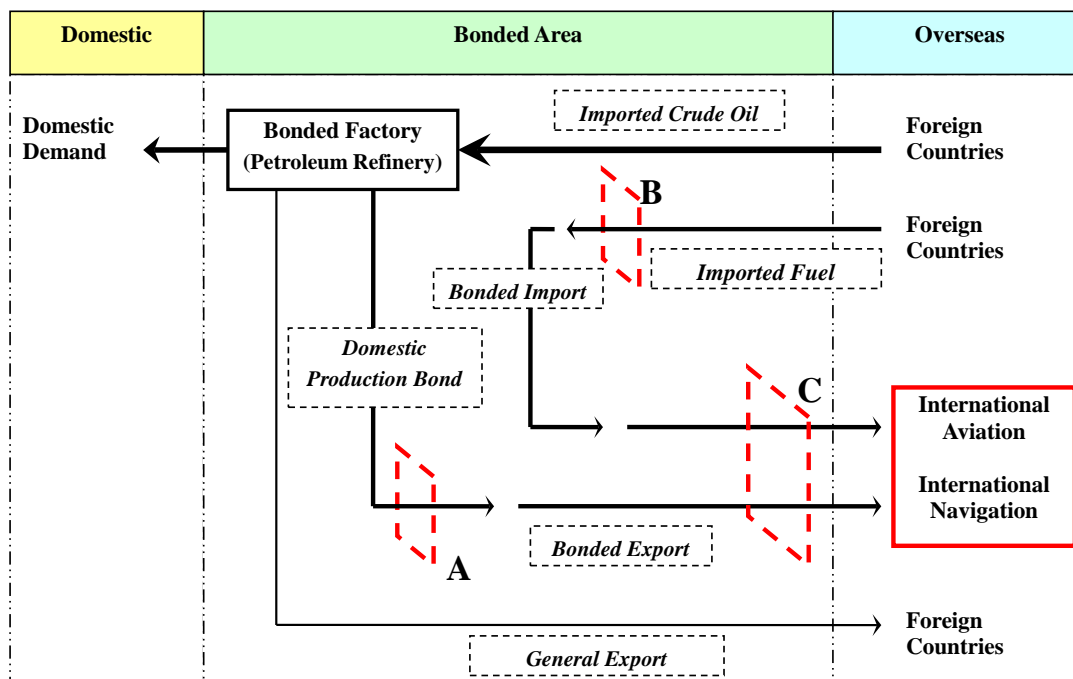 Domestic
Bonded Area
Overseas
Imported Crude Oil
Domestic
Demand
Bonded Factory
(Petroleum Refinery)
Foreign
Countries
B
Foreign
Countries
Imported Fuel
Bonded Import
Domestic
Production Bond
C
International
Aviation
International
Navigation
A
Bonded Export
Foreign
Countries
General Export